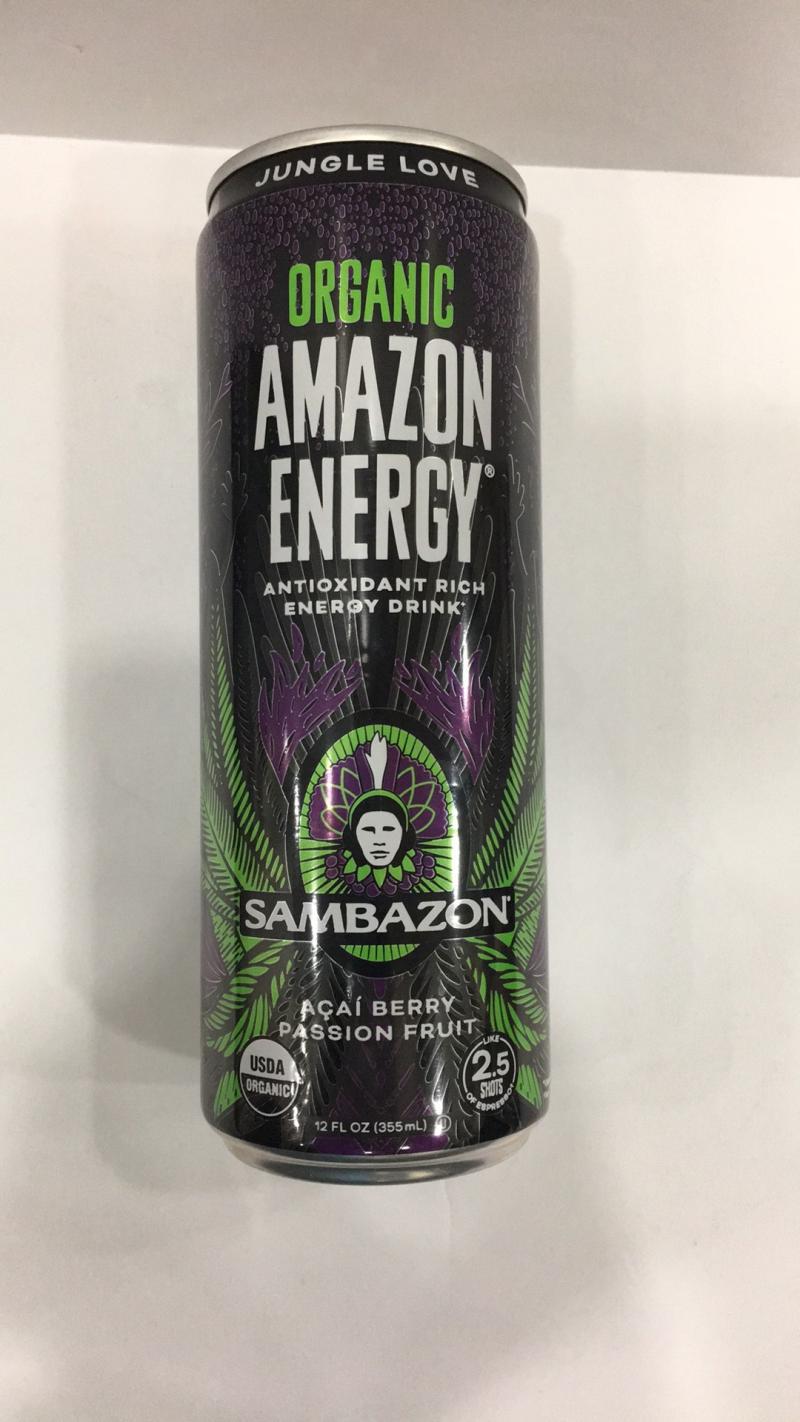 JUNGLE LOVE
ORGANIC
AMAZON
ENERGY®
ANTIOXIDANT RICH
ENERGY DRINK*
SAMBAZON®
AÇAÍ BERRY
PASSION FRUIT
USDA
ORGANIC
LIKE
2.5
SHOTS
OF ESPRESSO†
12 FL OZ (355mL) U